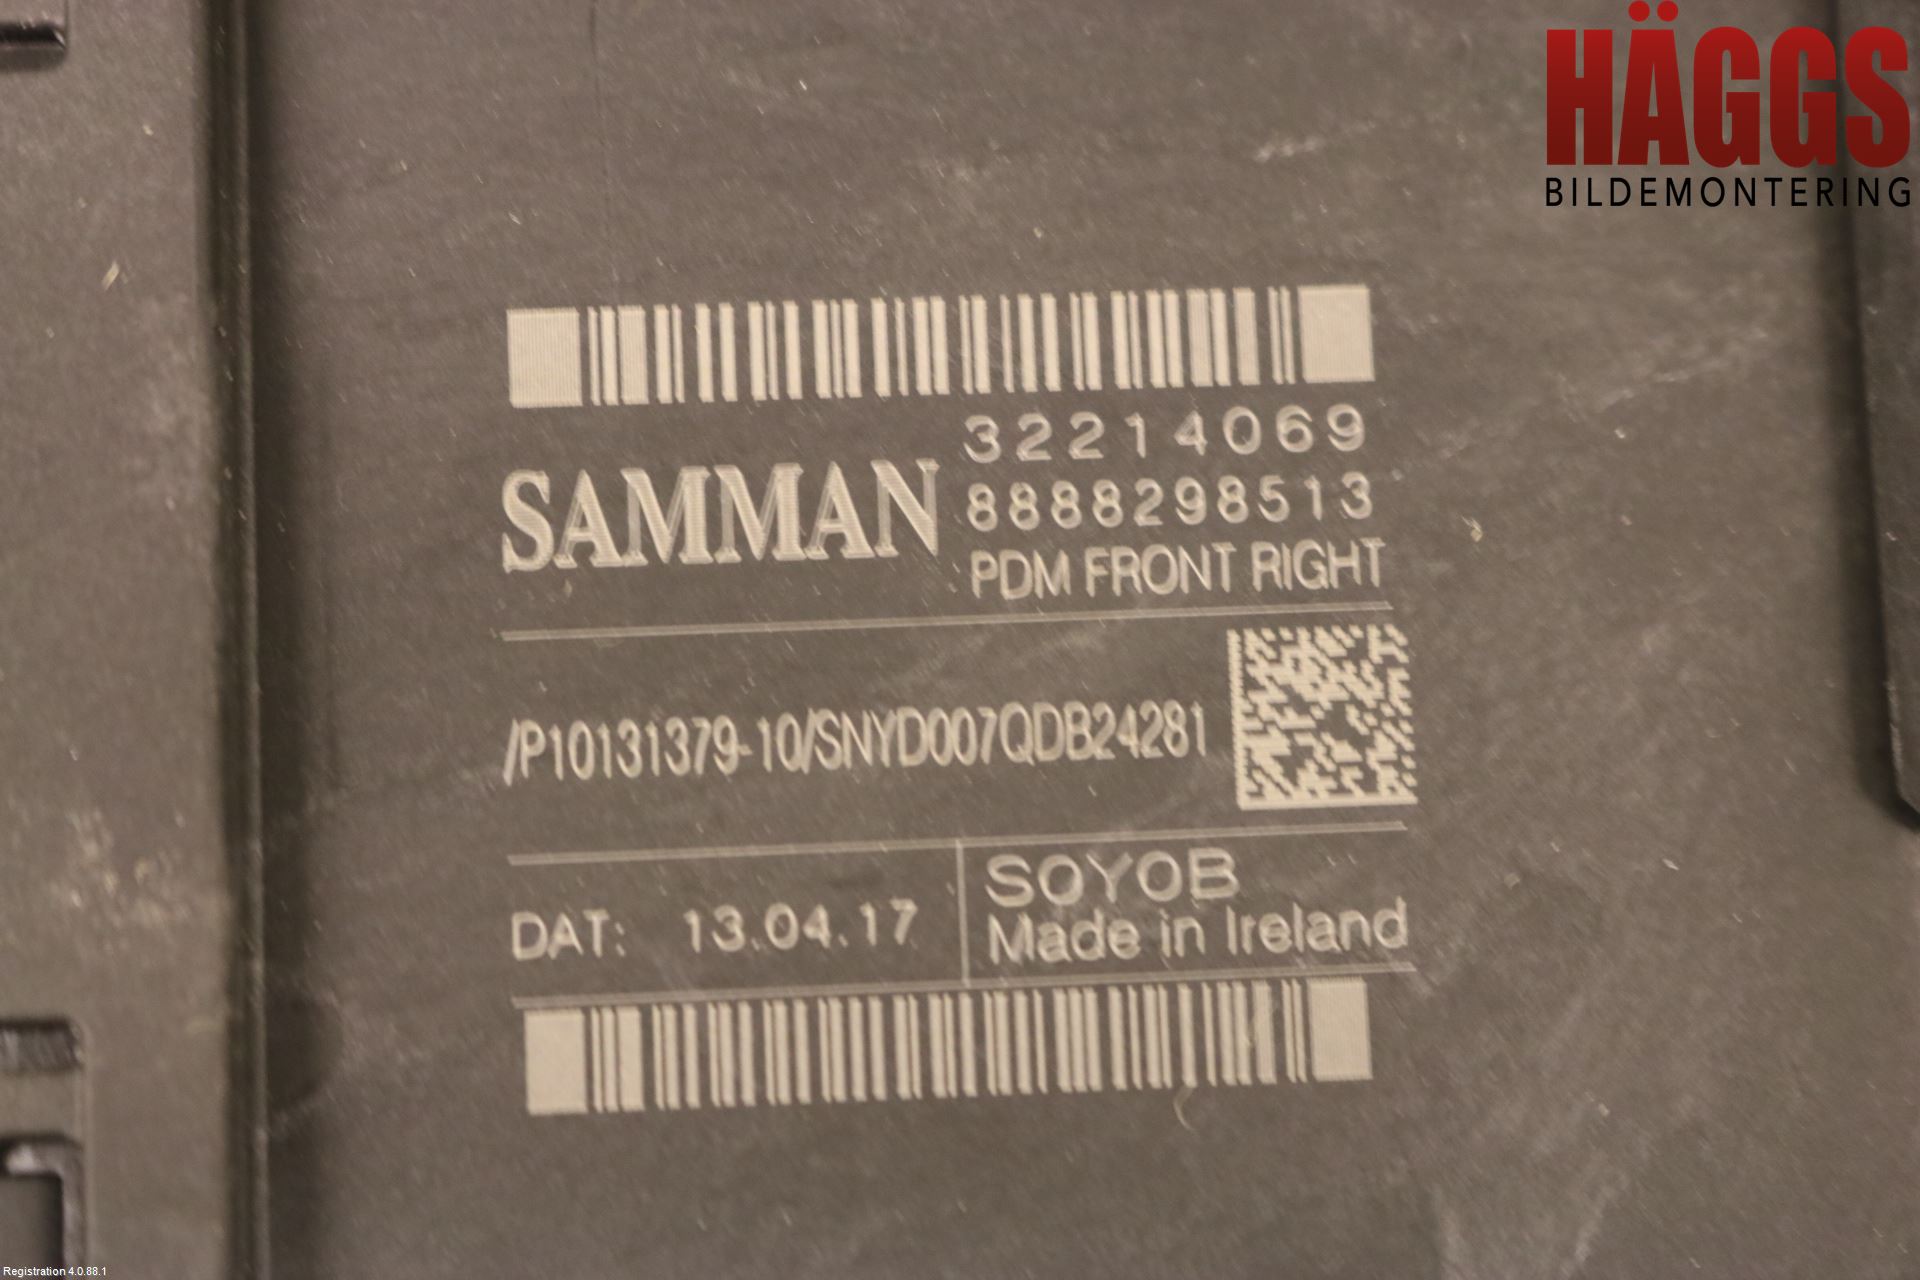 HÄGGS
BILDEMONTERING
32214069
SAMMAN
8888298513
PDM FRONT RIGHT
/P10131379-10/SNYD007QDB24281
DAT: 13.04.17
SOYOB
Made in Ireland
Registration 4.0.88.1